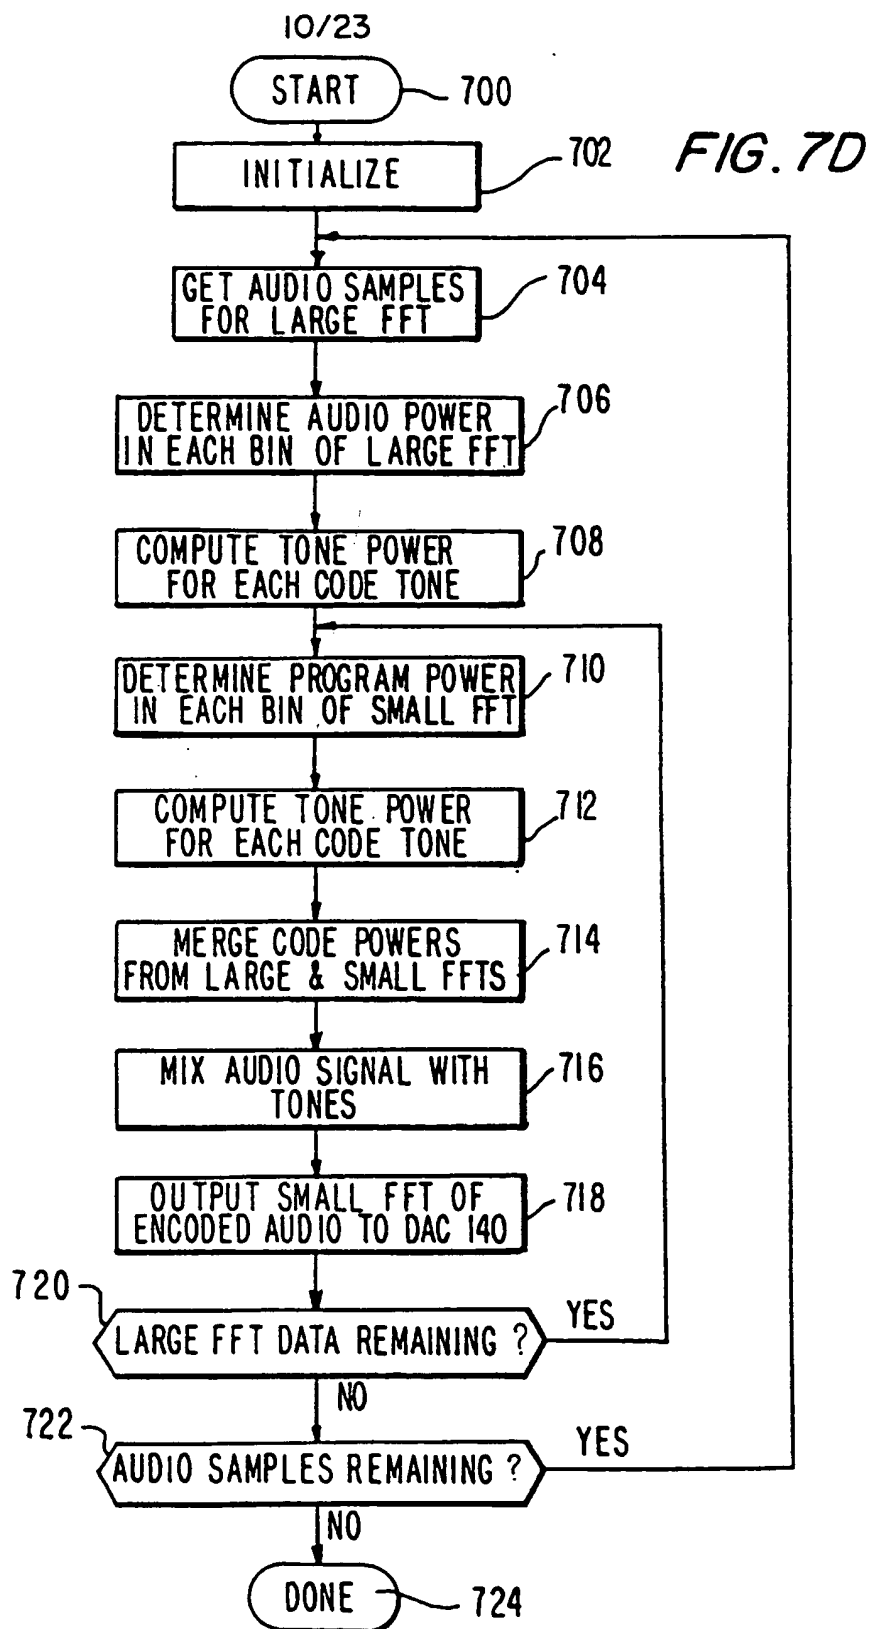 10/23
START
700
FIG. 7D
INITIALIZE
702
GET AUDIO SAMPLES
FOR LARGE FFT
704
DETERMINE AUDIO POWER
IN EACH BIN OF LARGE FFT
706
COMPUTE TONE POWER
FOR EACH CODE TONE
708
DETERMINE PROGRAM POWER
IN EACH BIN OF SMALL FFT
710
COMPUTE TONE POWER
FOR EACH CODE TONE
712
MERGE CODE POWERS
FROM LARGE & SMALL FFTS
714
MIX AUDIO SIGNAL WITH
TONES
716
OUTPUT SMALL FFT OF
ENCODED AUDIO TO DAC 140
718
720
LARGE FFT DATA REMAINING ?
YES
NO
722
AUDIO SAMPLES REMAINING ?
YES
NO
DONE
724